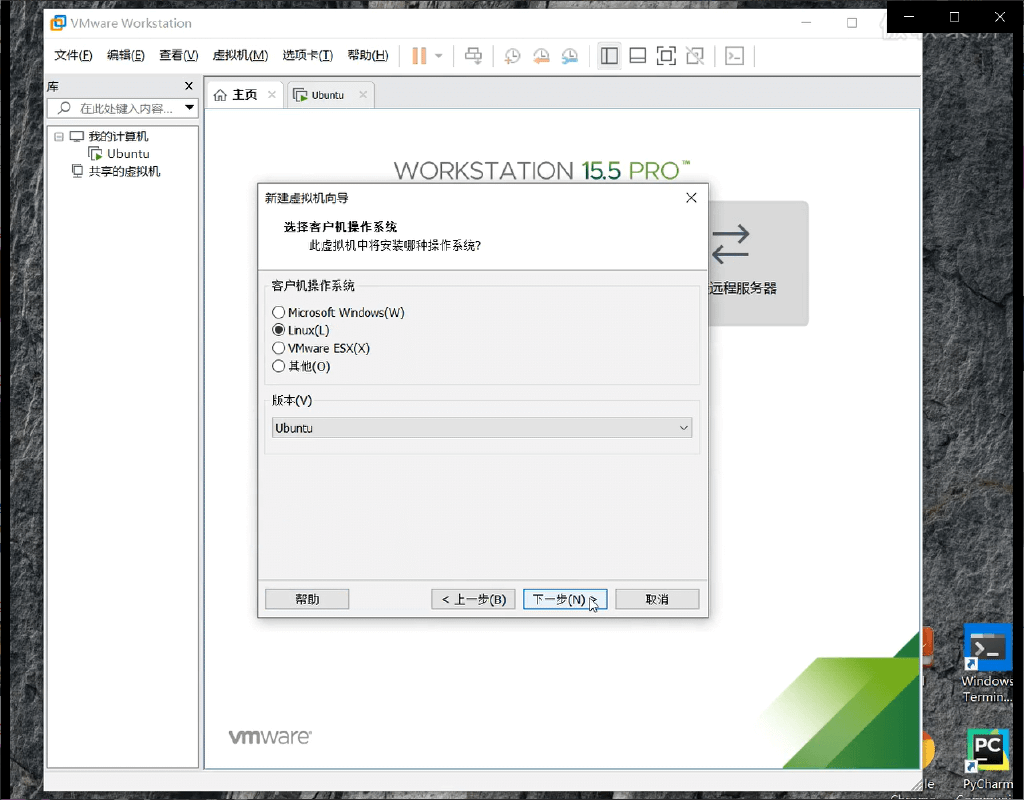 VMware Workstation
文件(F) 编辑(E) 查看(V) 虚拟机(M) 选项卡(T) 帮助(H)
库
在此处键入内容...
主页
Ubuntu
我的计算机
Ubuntu
共享的虚拟机
WORKSTATION 15.5 PRO™
新建虚拟机向导
选择客户机操作系统
此虚拟机中将安装哪种操作系统?
远程服务器
客户机操作系统
Microsoft Windows(W)
Linux(L)
VMware ESX(X)
其他(O)
版本(V)
Ubuntu
帮助
< 上一步(B)
下一步(N) >
取消
vmware
Windows
Termin...
PC
PyCharm